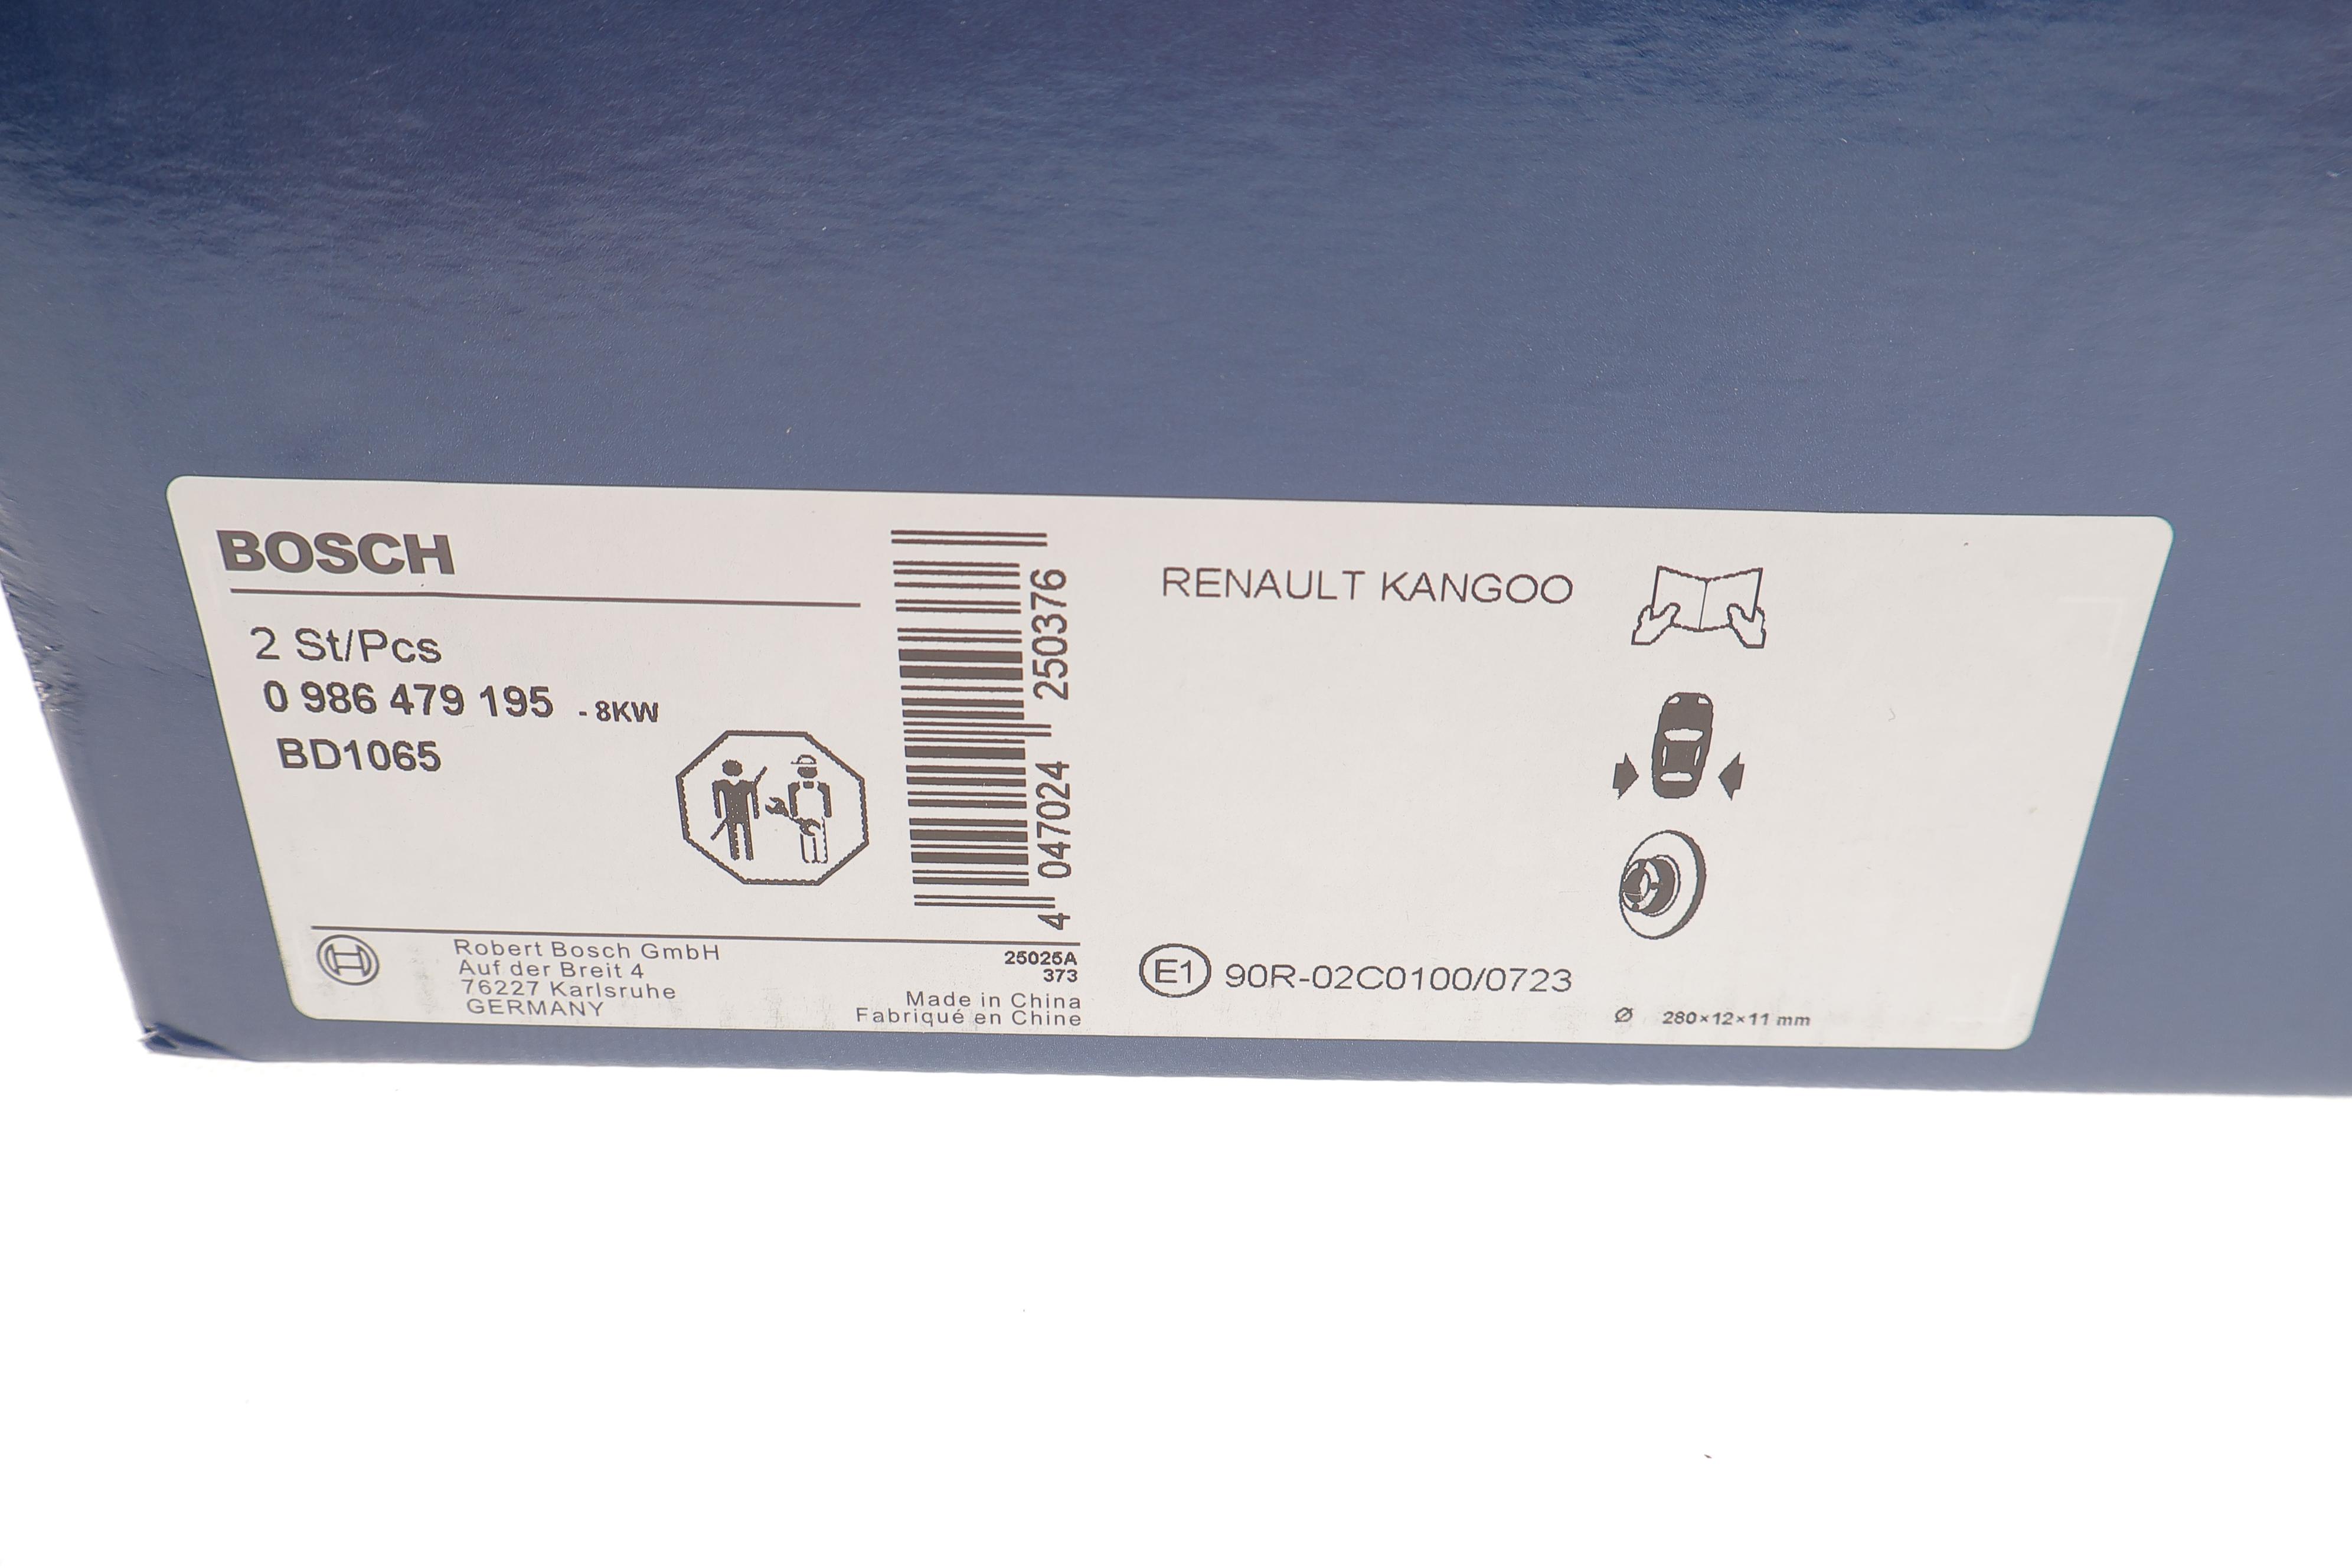 BOSCH
2 St/Pcs
0 986 479 195 - 8KW
BD1065
4 047024 250376
Robert Bosch GmbH
Auf der Breit 4
76227 Karlsruhe
GERMANY
25025A
373
Made in China
Fabriqué en Chine
RENAULT KANGOO
E1 90R-02C0100/0723
Ø 280×12×11 mm